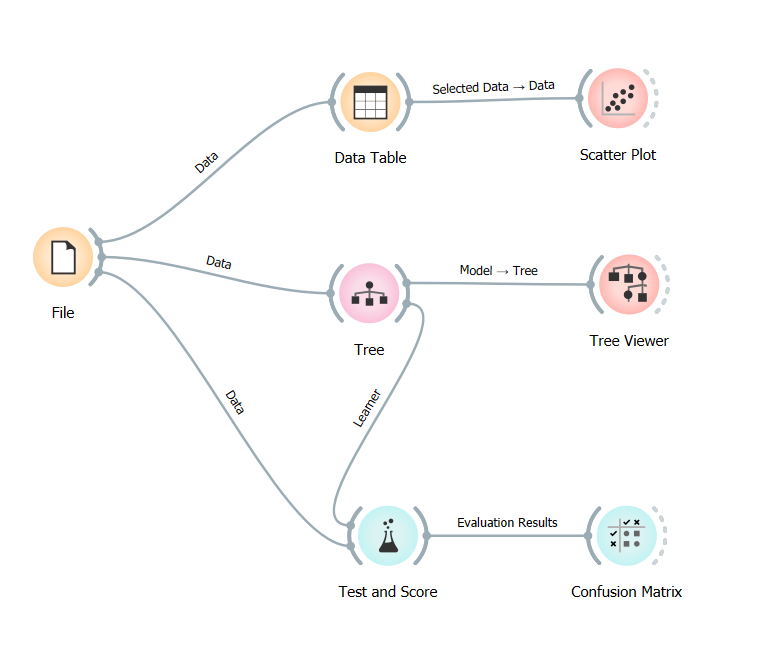 Selected Data → Data
Data Table
Scatter Plot
Data
Data
File
Model → Tree
Tree
Tree Viewer
Data
Learner
Evaluation Results
Test and Score
Confusion Matrix